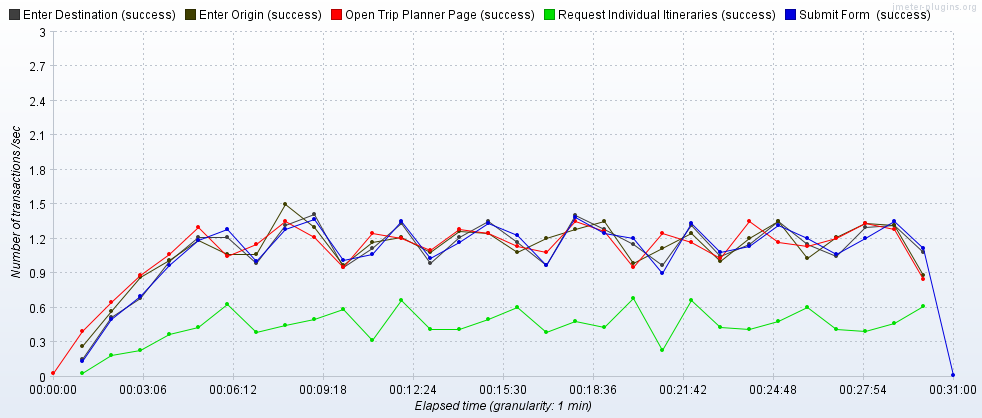 Enter Destination (success) Enter Origin (success) Open Trip Planner Page (success) Request Individual Itineraries (success) Submit Form (success)
jmeter-plugins.org
3
2.7
2.4
2.1
1.8
1.5
1.2
0.9
0.6
0.3
0
Number of transactions /sec
00:00:00 00:03:06 00:06:12 00:09:18 00:12:24 00:15:30 00:18:36 00:21:42 00:24:48 00:27:54 00:31:00
Elapsed time (granularity: 1 min)